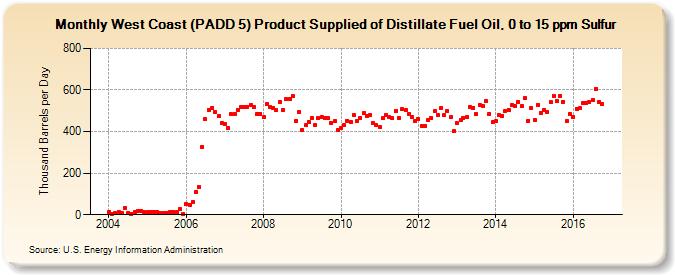 Monthly West Coast (PADD 5) Product Supplied of Distillate Fuel Oil, 0 to 15 ppm Sulfur
Thousand Barrels per Day
800
600
400
200
0
2004 2006 2008 2010 2012 2014 2016
Source: U.S. Energy Information Administration